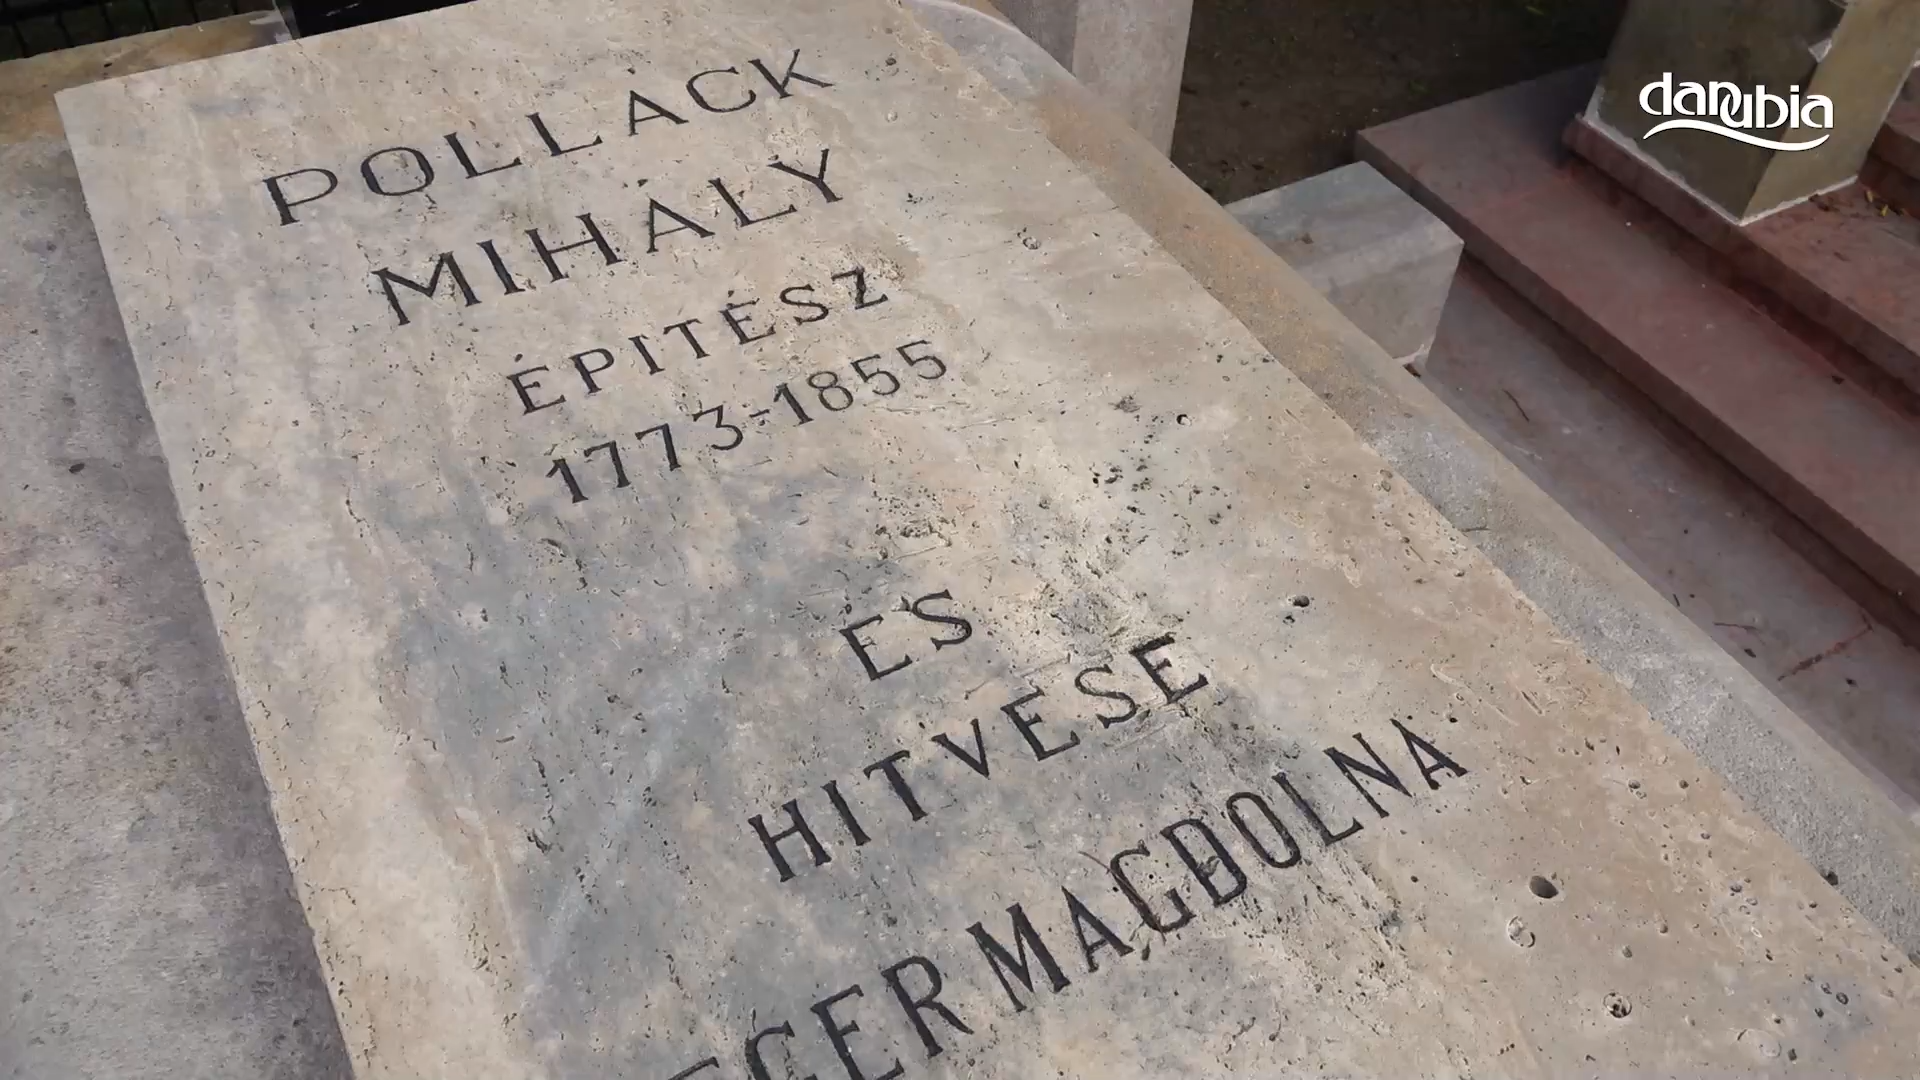 danubia
POLLACK
MIHÁLY
ÉPITÉSZ
1773-1855
ÉS
HITVESE
MAGDOLNA